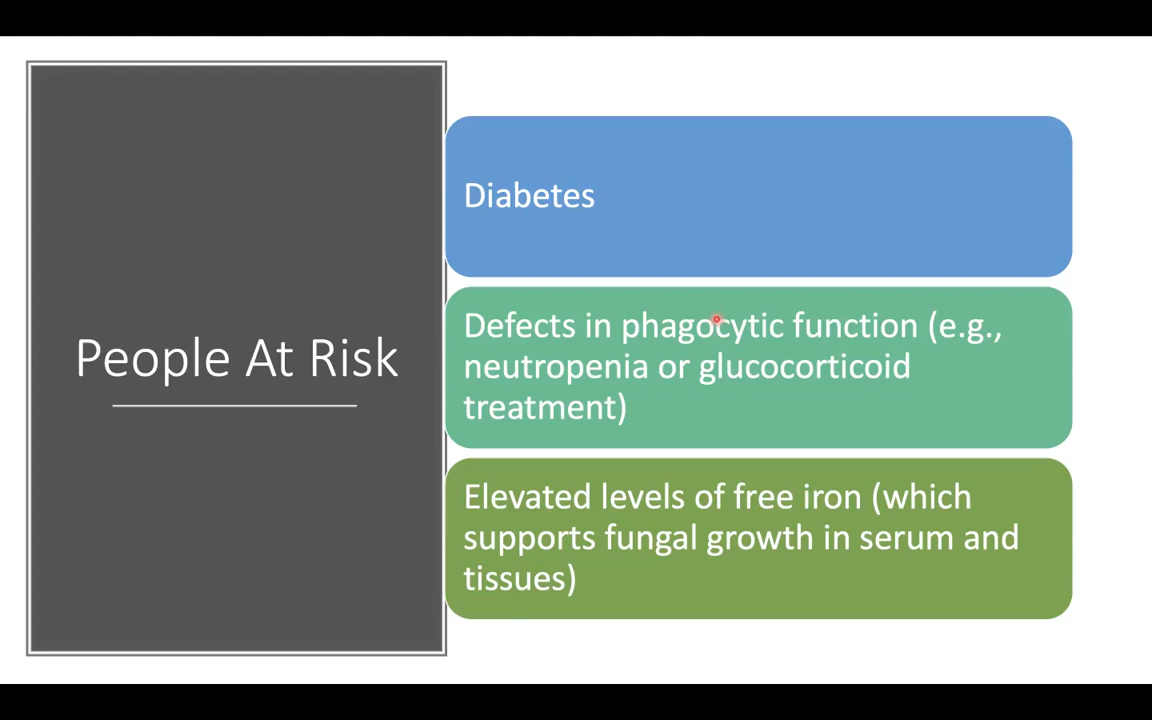 People At Risk
Diabetes
Defects in phagocytic function (e.g.,
neutropenia or glucocorticoid
treatment)
Elevated levels of free iron (which
supports fungal growth in serum and
tissues)